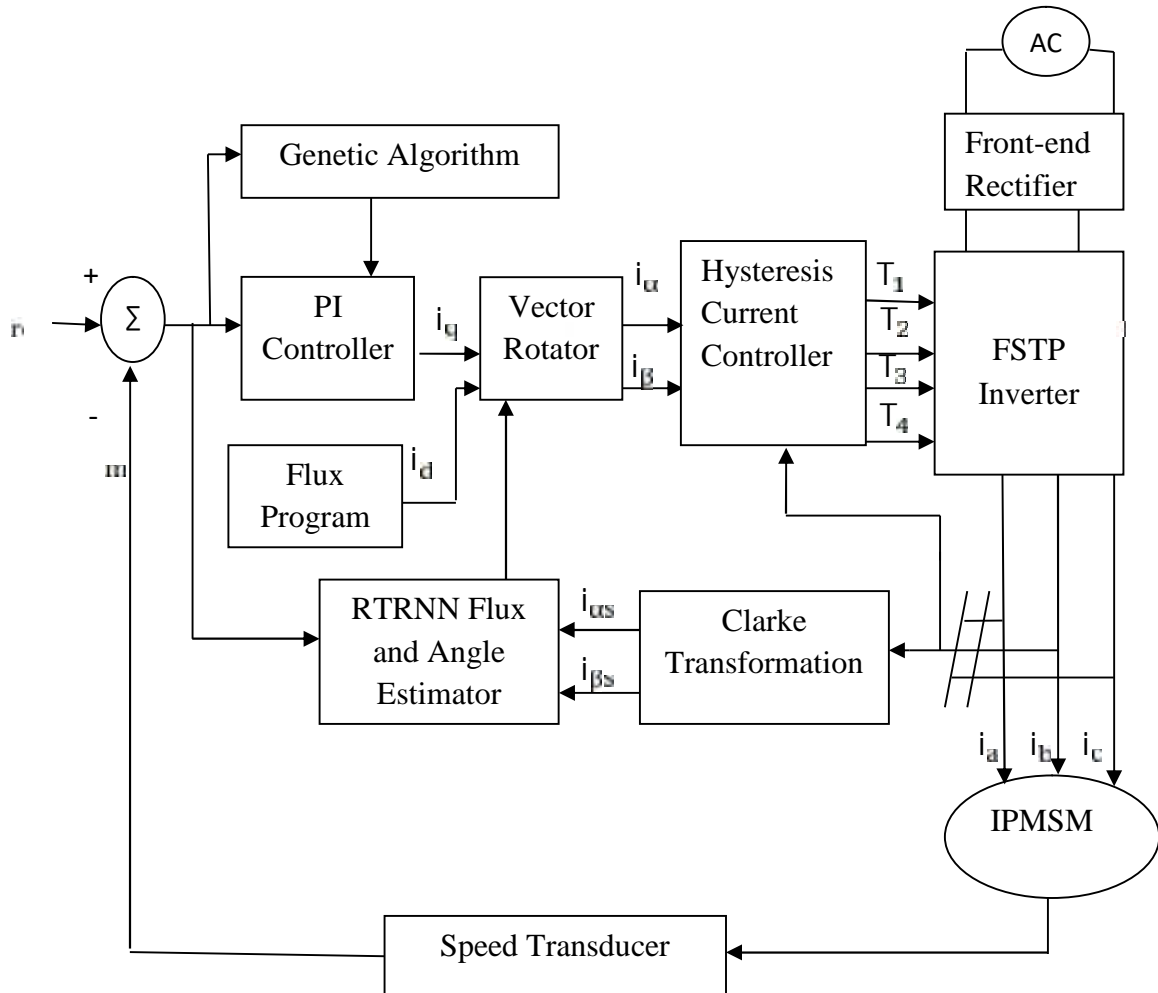 AC
Front-end
Rectifier
Genetic Algorithm
+
Σ
PI
Controller
i_q
Vector
Rotator
i_α
i_β
Hysteresis
Current
Controller
T_1
T_2
T_3
T_4
FSTP
Inverter
-
m
Flux
Program
i_d
RTRNN Flux
and Angle
Estimator
i_αs
i_βs
Clarke
Transformation
i_a
i_b
i_c
IPMSM
Speed Transducer